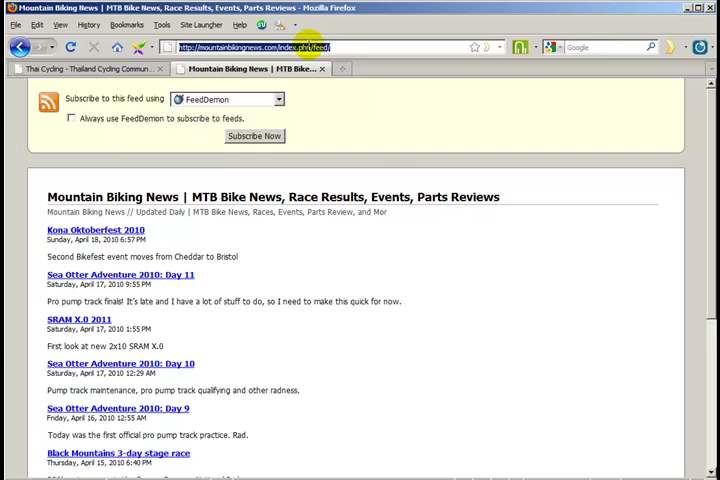 Mountain Biking News | MTB Bike News, Race Results, Events, Parts Reviews - Mozilla Firefox
File Edit View History Bookmarks Tools Site Launcher Help
http://mountainbikingnews.com/index.php/feed/
Google
Thai Cycling - Thailand Cycling Commun...
Mountain Biking News | MTB Bike...
Subscribe to this feed using FeedDemon
Always use FeedDemon to subscribe to feeds.
Subscribe Now
Mountain Biking News | MTB Bike News, Race Results, Events, Parts Reviews
Mountain Biking News // Updated Daily | MTB Bike News, Races, Events, Parts Review, and Mor
Kona Oktoberfest 2010
Sunday, April 18, 2010 6:57 PM
Second Bikefest event moves from Cheddar to Bristol
Sea Otter Adventure 2010: Day 11
Saturday, April 17, 2010 9:55 PM
Pro pump track finals! It's late and I have a lot of stuff to do, so I need to make this quick for now.
SRAM X.0 2011
Saturday, April 17, 2010 1:55 PM
First look at new 2x10 SRAM X.0
Sea Otter Adventure 2010: Day 10
Saturday, April 17, 2010 12:29 AM
Pump track maintenance, pro pump track qualifying and other radness.
Sea Otter Adventure 2010: Day 9
Friday, April 16, 2010 12:55 AM
Today was the first official pro pump track practice. Rad.
Black Mountains 3-day stage race
Thursday, April 15, 2010 6:40 PM